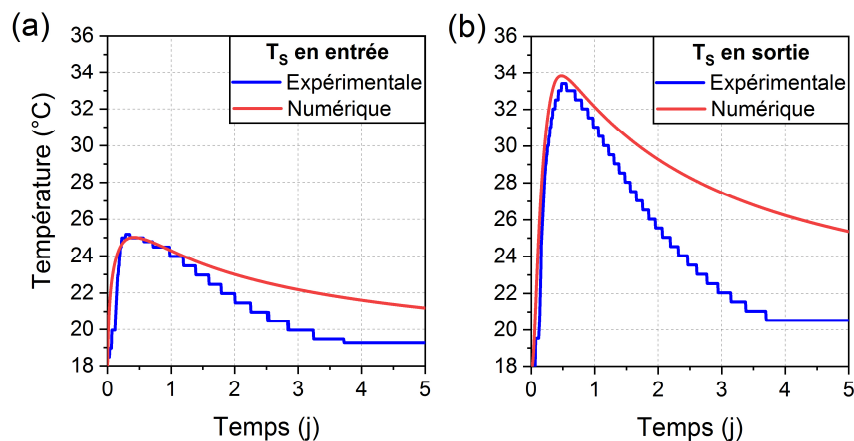 (a)
36
34
32
30
28
26
24
22
20
18
0
1
2
3
4
5
Température (°C)
Temps (j)
T_S en entrée
Expérimentale
Numérique
(b)
36
34
32
30
28
26
24
22
20
18
0
1
2
3
4
5
Temps (j)
T_S en sortie
Expérimentale
Numérique